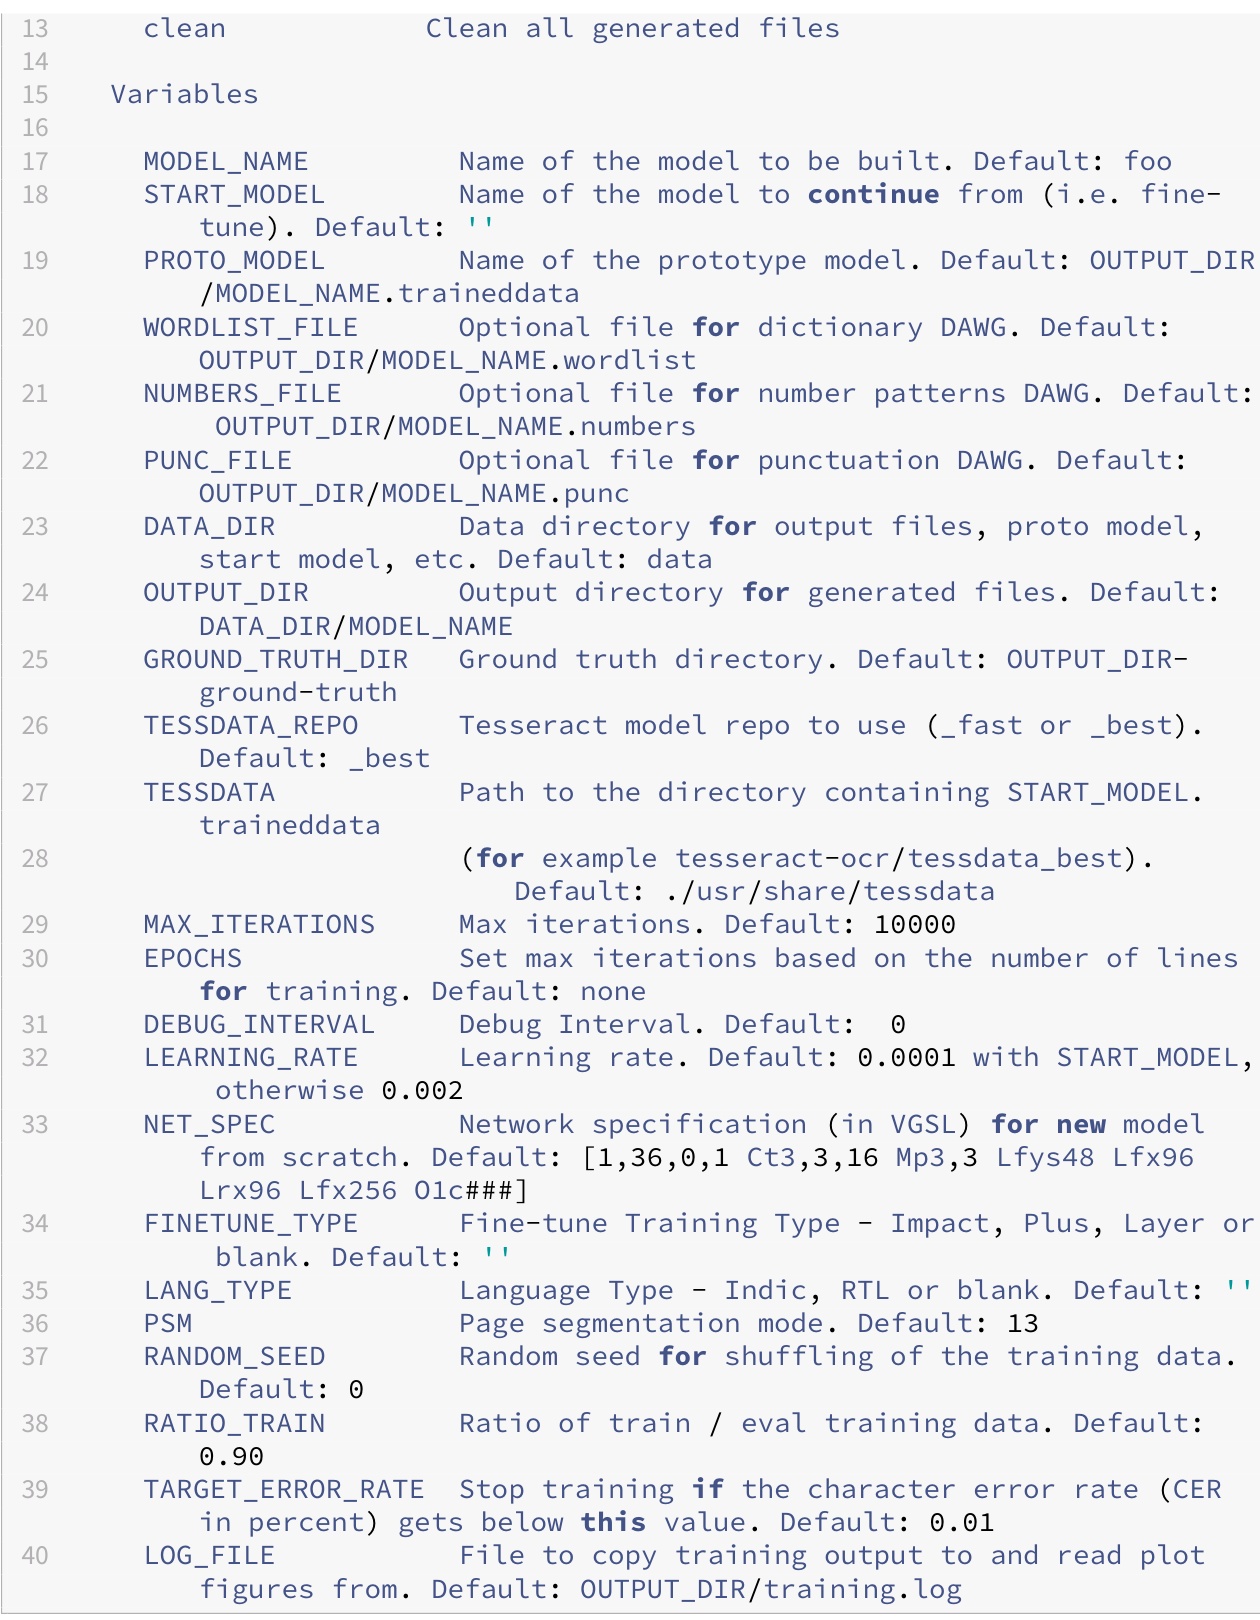 13 clean Clean all generated files
14
15 Variables
16
17 MODEL_NAME Name of the model to be built. Default: foo
18 START_MODEL Name of the model to continue from (i.e. fine-
tune). Default: ''
19 PROTO_MODEL Name of the prototype model. Default: OUTPUT_DIR
/MODEL_NAME.traineddata
20 WORDLIST_FILE Optional file for dictionary DAWG. Default:
OUTPUT_DIR/MODEL_NAME.wordlist
21 NUMBERS_FILE Optional file for number patterns DAWG. Default:
OUTPUT_DIR/MODEL_NAME.numbers
22 PUNC_FILE Optional file for punctuation DAWG. Default:
OUTPUT_DIR/MODEL_NAME.punc
23 DATA_DIR Data directory for output files, proto model,
start model, etc. Default: data
24 OUTPUT_DIR Output directory for generated files. Default:
DATA_DIR/MODEL_NAME
25 GROUND_TRUTH_DIR Ground truth directory. Default: OUTPUT_DIR-
ground-truth
26 TESSDATA_REPO Tesseract model repo to use (_fast or _best).
Default: _best
27 TESSDATA Path to the directory containing START_MODEL.
traineddata
28 (for example tesseract-ocr/tessdata_best).
Default: ./usr/share/tessdata
29 MAX_ITERATIONS Max iterations. Default: 10000
30 EPOCHS Set max iterations based on the number of lines
for training. Default: none
31 DEBUG_INTERVAL Debug Interval. Default: 0
32 LEARNING_RATE Learning rate. Default: 0.0001 with START_MODEL,
otherwise 0.002
33 NET_SPEC Network specification (in VGSL) for new model
from scratch. Default: [1,36,0,1 Ct3,3,16 Mp3,3 Lfys48 Lfx96
Lrx96 Lfx256 O1c###]
34 FINETUNE_TYPE Fine-tune Training Type - Impact, Plus, Layer or
blank. Default: ''
35 LANG_TYPE Language Type - Indic, RTL or blank. Default: ''
36 PSM Page segmentation mode. Default: 13
37 RANDOM_SEED Random seed for shuffling of the training data.
Default: 0
38 RATIO_TRAIN Ratio of train / eval training data. Default:
0.90
39 TARGET_ERROR_RATE Stop training if the character error rate (CER
in percent) gets below this value. Default: 0.01
40 LOG_FILE File to copy training output to and read plot
figures from. Default: OUTPUT_DIR/training.log